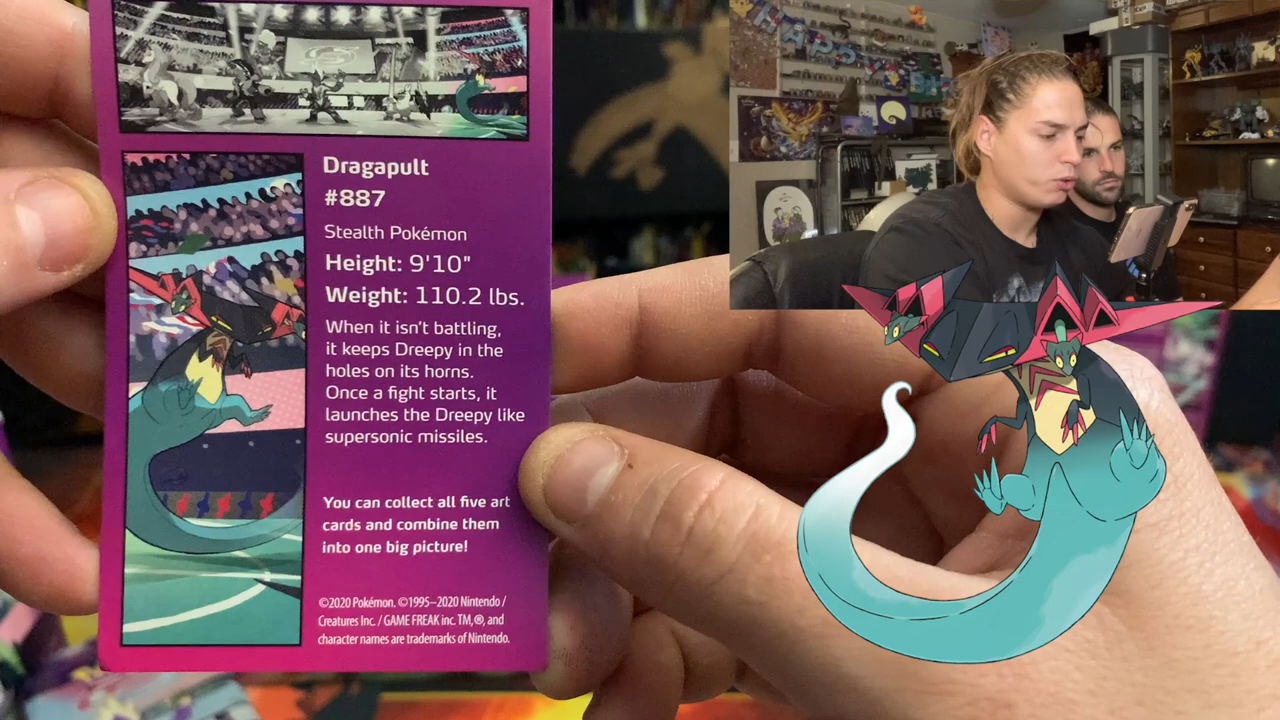 Dragapult
#887
Stealth Pokémon
Height: 9'10"
Weight: 110.2 lbs.
When it isn't battling,
it keeps Dreepy in the
holes on its horns.
Once a fight starts, it
launches the Dreepy like
supersonic missiles.
You can collect all five art
cards and combine them
into one big picture!
©2020 Pokémon. ©1995–2020 Nintendo /
Creatures Inc. / GAME FREAK inc. TM,®, and
character names are trademarks of Nintendo.
HAPPY